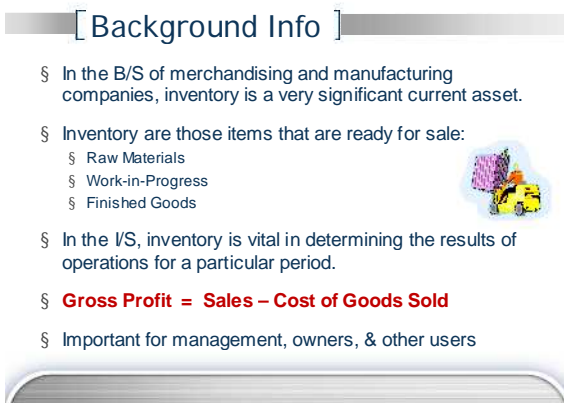 [Background Info]
§ In the B/S of merchandising and manufacturing
companies, inventory is a very significant current asset.
§ Inventory are those items that are ready for sale:
§ Raw Materials
§ Work-in-Progress
§ Finished Goods
§ In the I/S, inventory is vital in determining the results of
operations for a particular period.
§ Gross Profit = Sales – Cost of Goods Sold
§ Important for management, owners, & other users